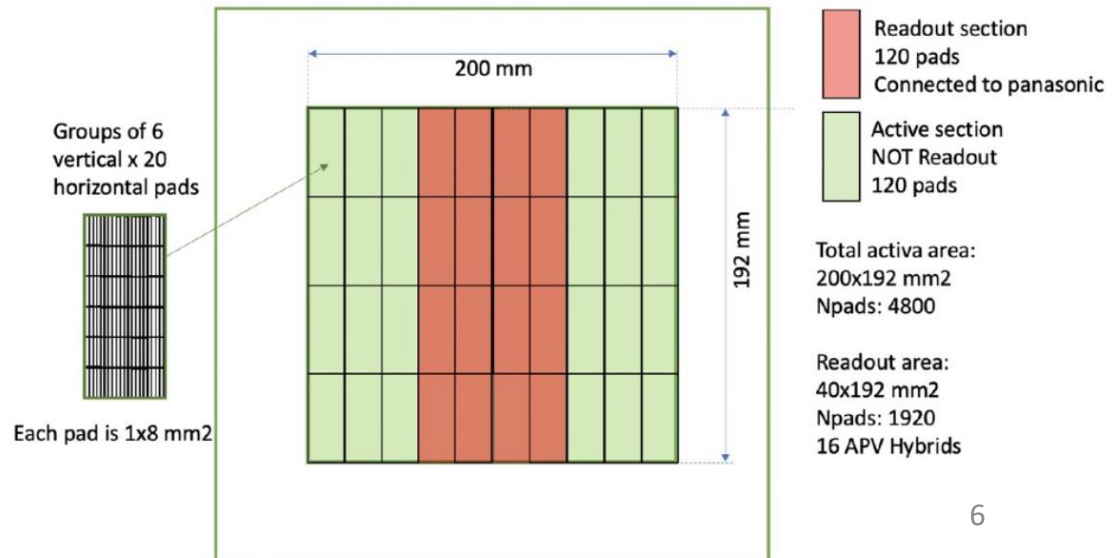 200 mm
192 mm
Groups of 6
vertical x 20
horizontal pads
Each pad is 1x8 mm2
Readout section
120 pads
Connected to panasonic
Active section
NOT Readout
120 pads
Total activa area:
200x192 mm2
Npads: 4800
Readout area:
40x192 mm2
Npads: 1920
16 APV Hybrids
6